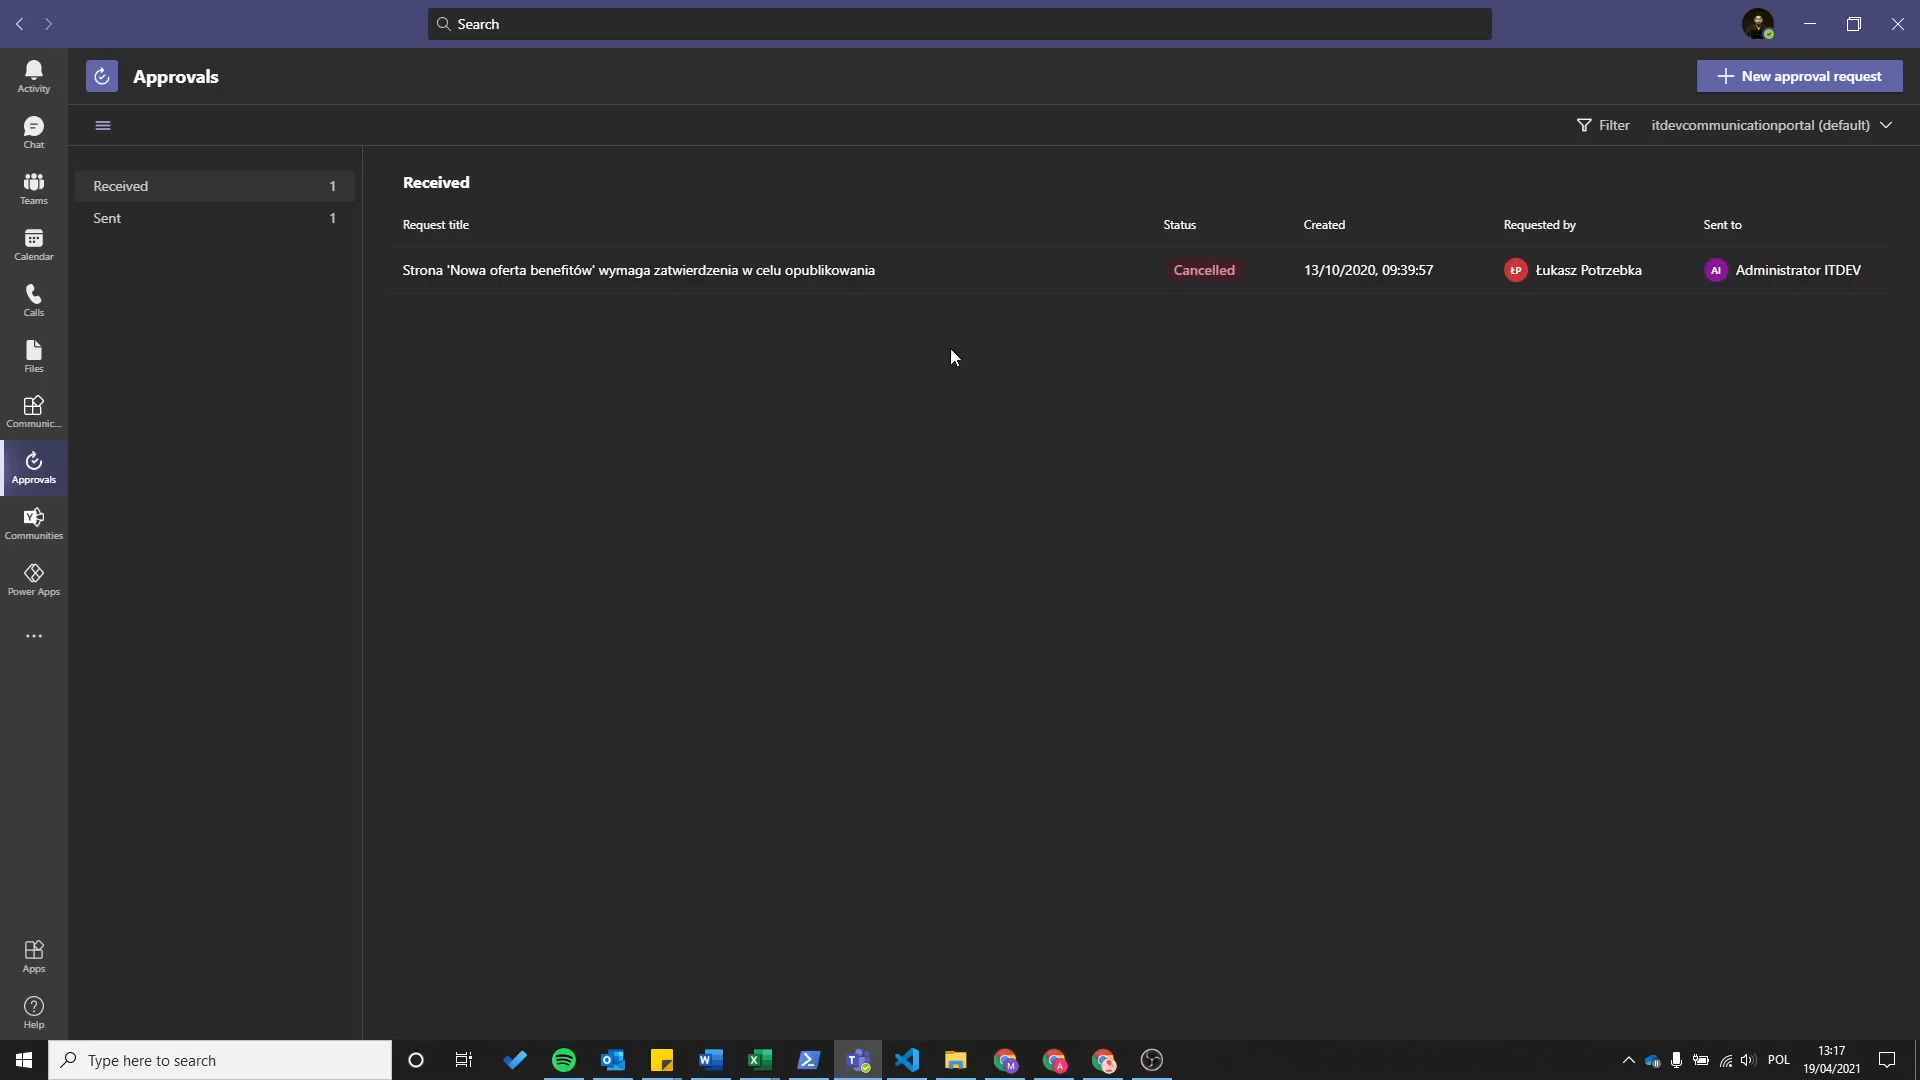 Search
Activity
Chat
Teams
Calendar
Calls
Files
Communic...
Approvals
Communities
Power Apps
Apps
Help
Approvals
New approval request
Filter
itdevcommunicationportal (default)
Received 1
Sent 1
Received
Request title Status Created Requested by Sent to
Strona 'Nowa oferta benefitów' wymaga zatwierdzenia w celu opublikowania Cancelled 13/10/2020, 09:39:57 ŁP Łukasz Potrzebka AI Administrator ITDEV
Type here to search
POL
13:17
19/04/2021